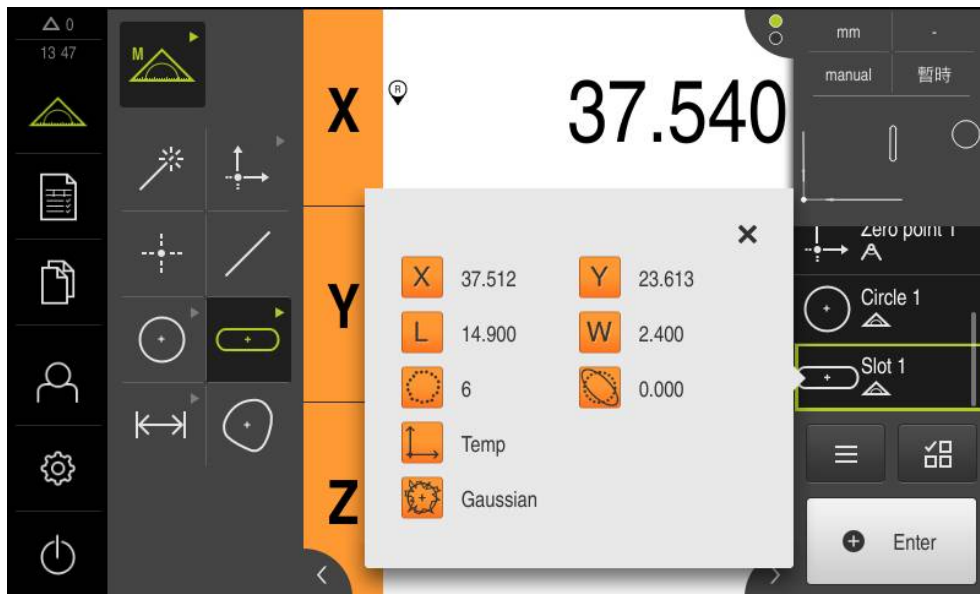 0
13 47
M
X
R
37.540
Y
Z
X 37.512
Y 23.613
L 14.900
W 2.400
6
0.000
Temp
Gaussian
mm
-
manual
暫時
Zero point 1
Circle 1
Slot 1
Enter